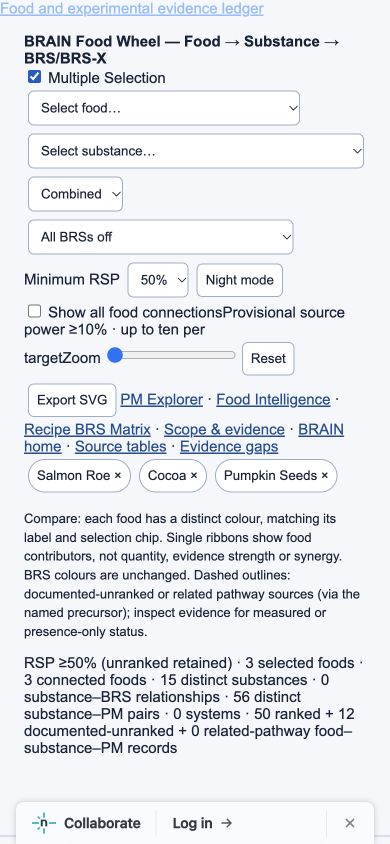 Food and experimental evidence ledger
BRAIN Food Wheel — Food → Substance →
BRS/BRS-X
Multiple Selection
Select food…
Select substance…
Combined
All BRSs off
Minimum RSP 50% Night mode
Show all food connectionsProvisional source
power ≥10% · up to ten per
targetZoom Reset
Export SVG PM Explorer · Food Intelligence ·
Recipe BRS Matrix · Scope & evidence · BRAIN
home · Source tables · Evidence gaps
Salmon Roe × Cocoa × Pumpkin Seeds ×
Compare: each food has a distinct colour, matching its
label and selection chip. Single ribbons show food
contributors, not quantity, evidence strength or synergy.
BRS colours are unchanged. Dashed outlines:
documented-unranked or related pathway sources (via the
named precursor); inspect evidence for measured or
presence-only status.
RSP ≥50% (unranked retained) · 3 selected foods ·
3 connected foods · 15 distinct substances · 0
substance–BRS relationships · 56 distinct
substance–PM pairs · 0 systems · 50 ranked + 12
documented-unranked + 0 related-pathway food–
substance–PM records
n Collaborate Log in → ×